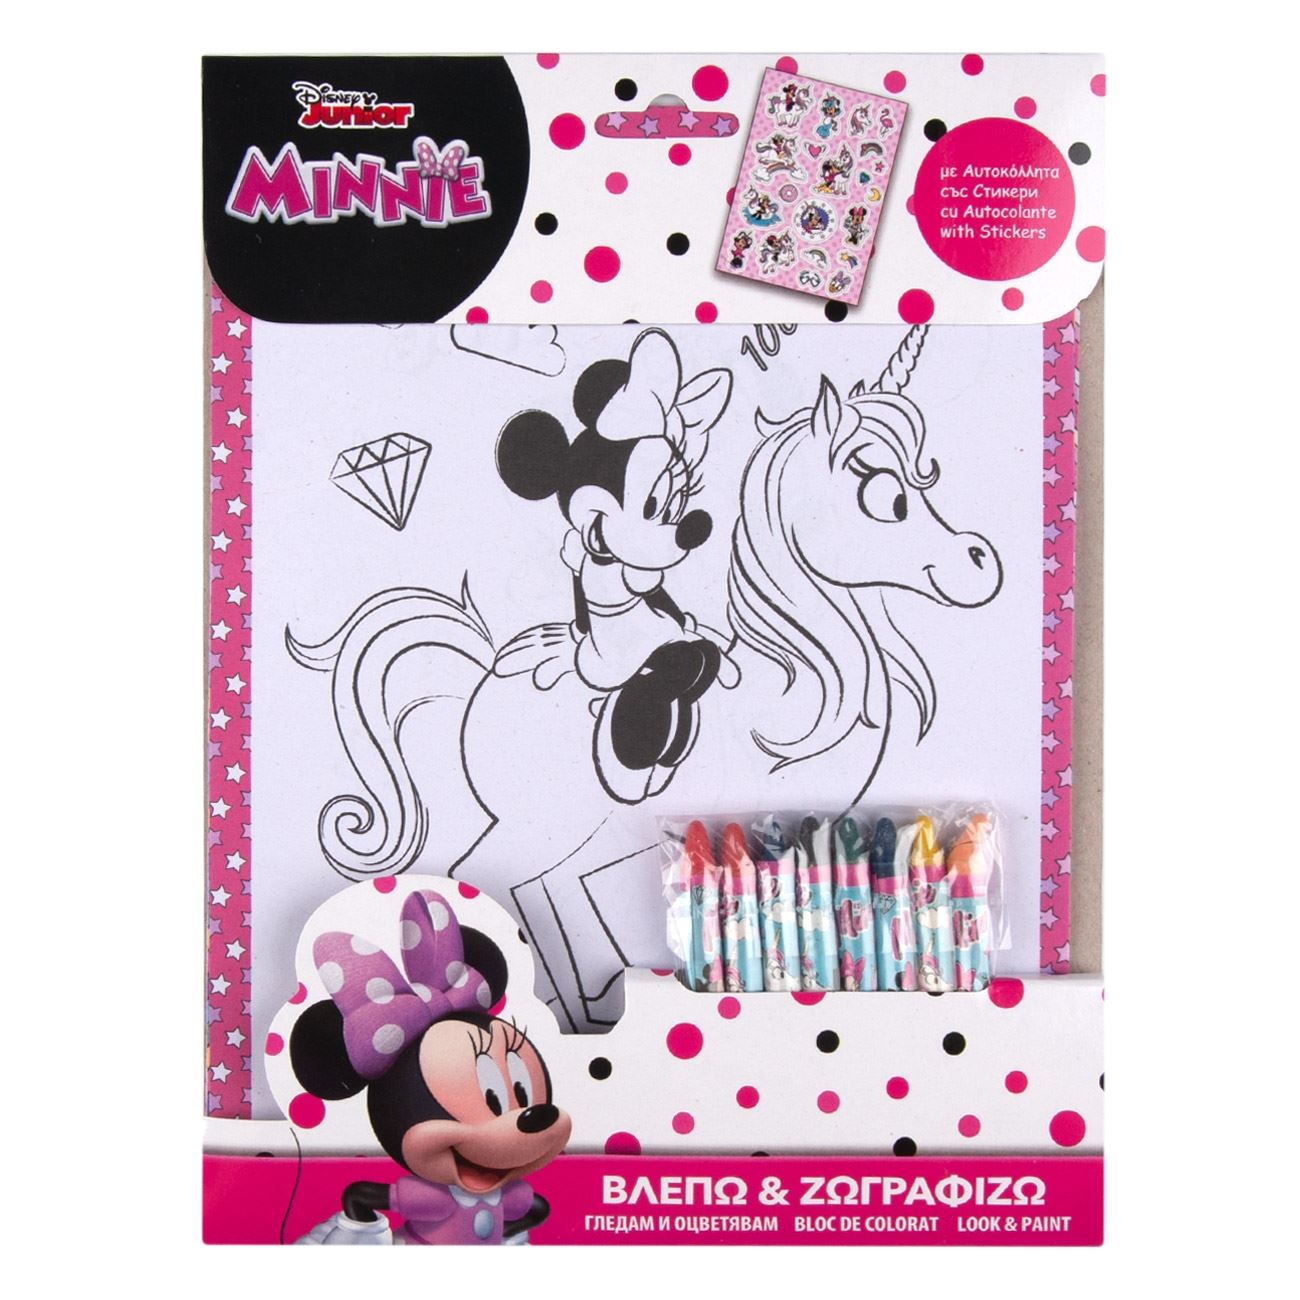 Disney
Junior
MINNIE
με Αυτοκόλλητα
със Стикери
cu Autocolante
with Stickers
100
ΒΛΕΠΩ & ΖΩΓΡΑΦΙΖΩ
ГЛЕДАМ И ОЦВЕТЯВАМ BLOC DE COLORAT LOOK & PAINT